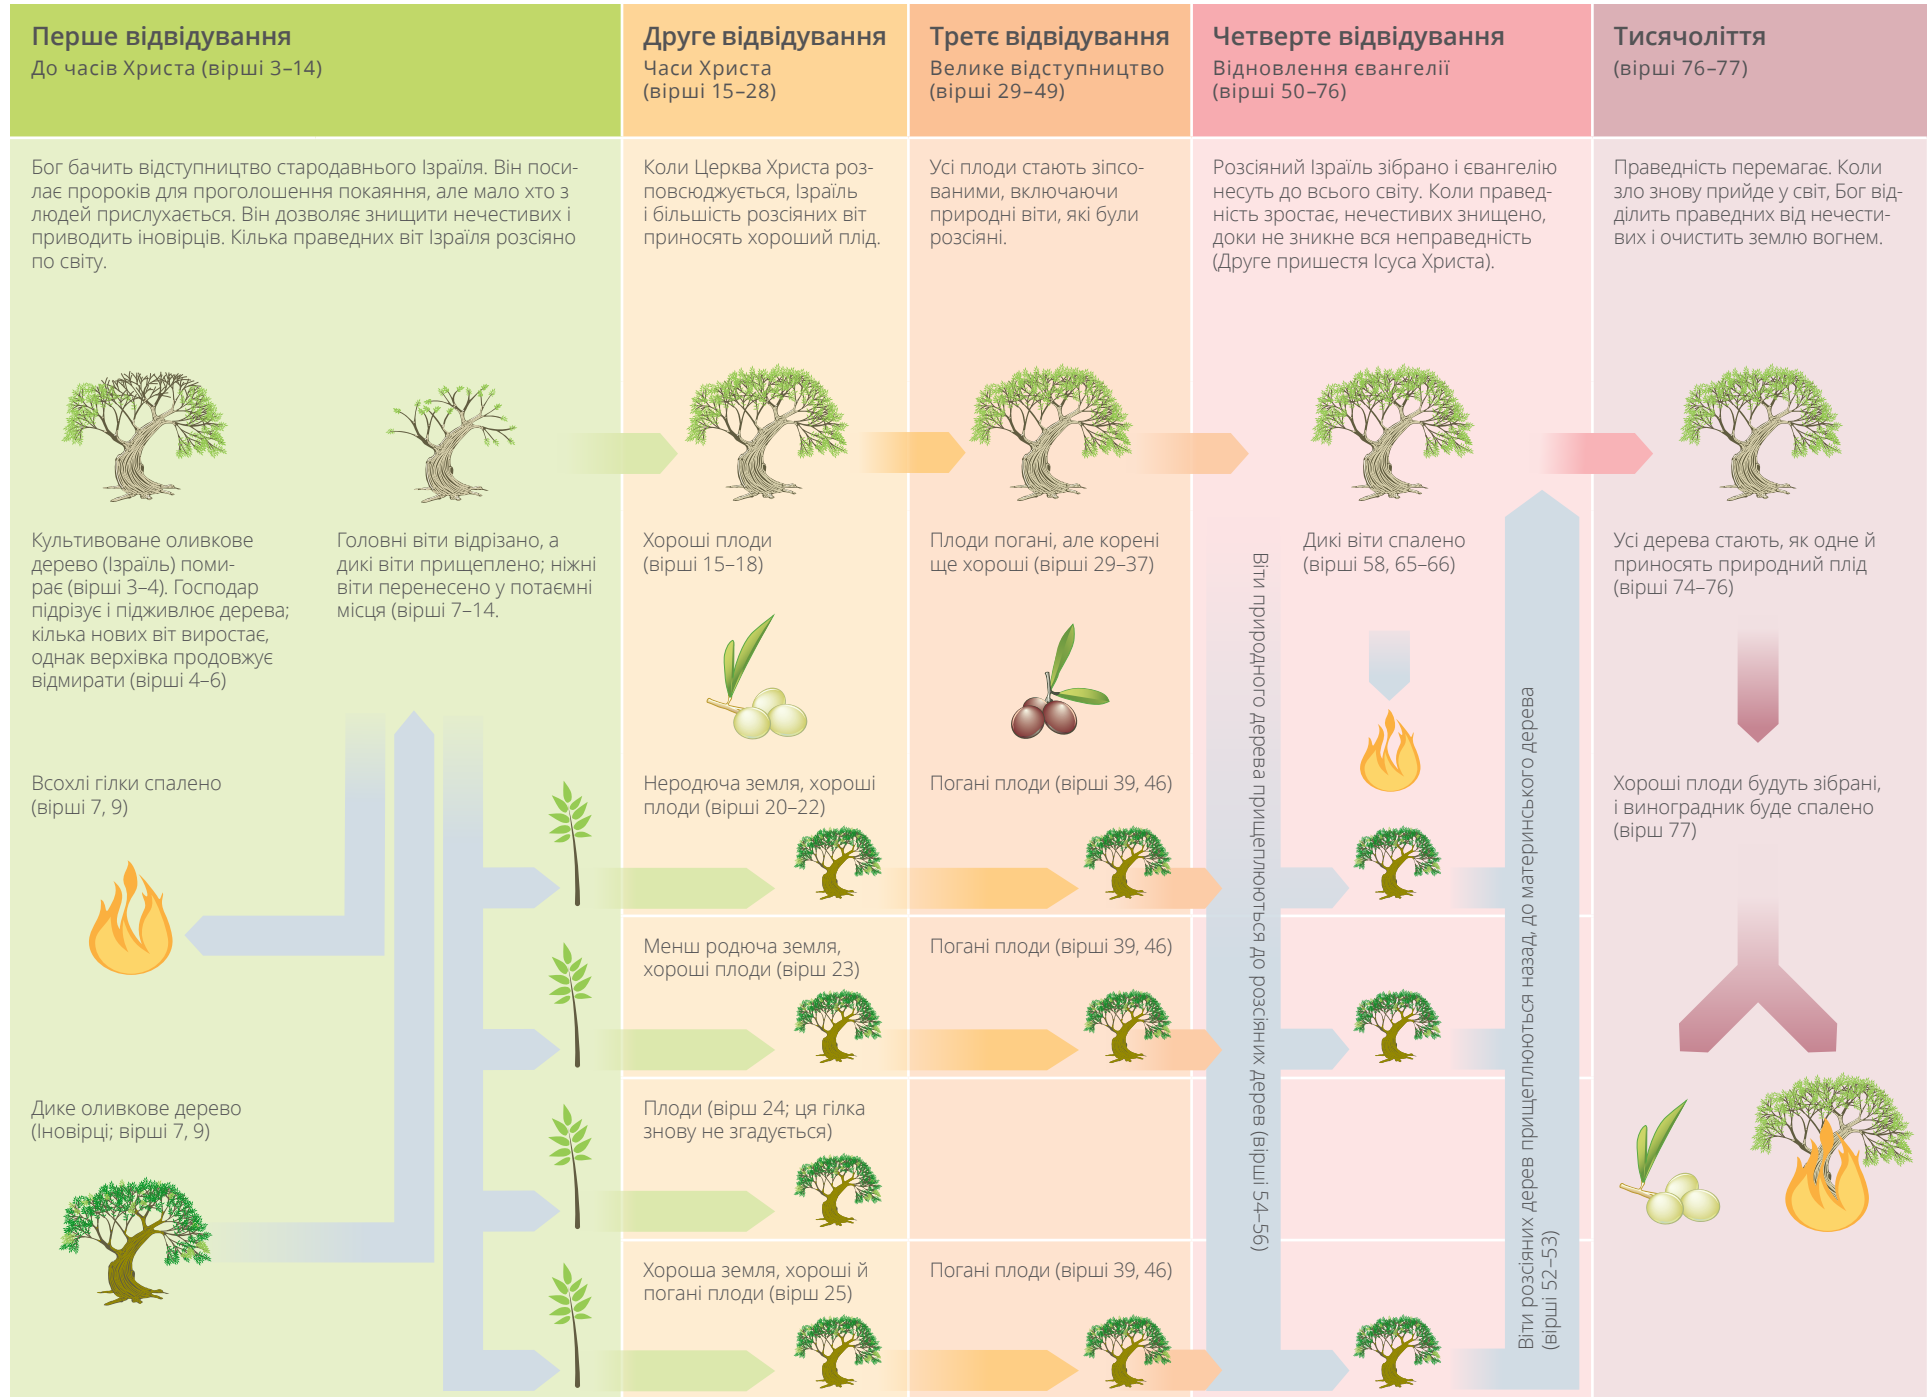 Перше відвідування
До часів Христа (вірші 3–14)
Друге відвідування
Часи Христа
(вірші 15–28)
Третє відвідування
Велике відступництво
(вірші 29–49)
Четверте відвідування
Відновлення євангелії
(вірші 50–76)
Тисячоліття
(вірші 76–77)
Бог бачить відступництво стародавнього Ізраїля. Він поси-
лає пророків для проголошення покаяння, але мало хто з
людей прислухається. Він дозволяє знищити нечестивих і
приводить іновірців. Кілька праведних віт Ізраїля розсіяно
по світу.
Коли Церква Христа роз-
повсюджується, Ізраїль
і більшість розсіяних віт
приносять хороший плід.
Усі плоди стають зіпсо-
ваними, включаючи
природні віти, які були
розсіяні.
Розсіяний Ізраїль зібрано і євангелію
несуть до всього світу. Коли правед-
ність зростає, нечестивих знищено,
доки не зникне вся неправедність
(Друге пришестя Ісуса Христа).
Праведність перемагає. Коли
зло знову прийде у світ, Бог від-
ділить праведних від нечести-
вих і очистить землю вогнем.
Культивоване оливкове
дерево (Ізраїль) поми-
рає (вірші 3–4). Господар
підрізує і підживлює дерева;
кілька нових віт виростає,
однак верхівка продовжує
відмирати (вірші 4–6)
Головні віти відрізано, а
дикі віти прищеплено; ніжні
віти перенесено у потаємні
місця (вірші 7–14.
Хороші плоди
(вірші 15–18)
Плоди погані, але корені
ще хороші (вірші 29–37)
Дикі віти спалено
(вірші 58, 65–66)
Усі дерева стають, як одне й
приносять природний плід
(вірші 74–76)
Всохлі гілки спалено
(вірші 7, 9)
Неродюча земля, хороші
плоди (вірші 20–22)
Погані плоди (вірші 39, 46)
Хороші плоди будуть зібрані,
і виноградник буде спалено
(вірш 77)
Менш родюча земля,
хороші плоди (вірш 23)
Погані плоди (вірші 39, 46)
Дике оливкове дерево
(Іновірці; вірші 7, 9)
Плоди (вірш 24; ця гілка
знову не згадується)
Хороша земля, хороші й
погані плоди (вірш 25)
Погані плоди (вірші 39, 46)
Віти природного дерева прищеплюються до розсіяних дерев (вірші 54–56)
Віти розсіяних дерев прищеплюються назад, до материнського дерева
(вірші 52–53)